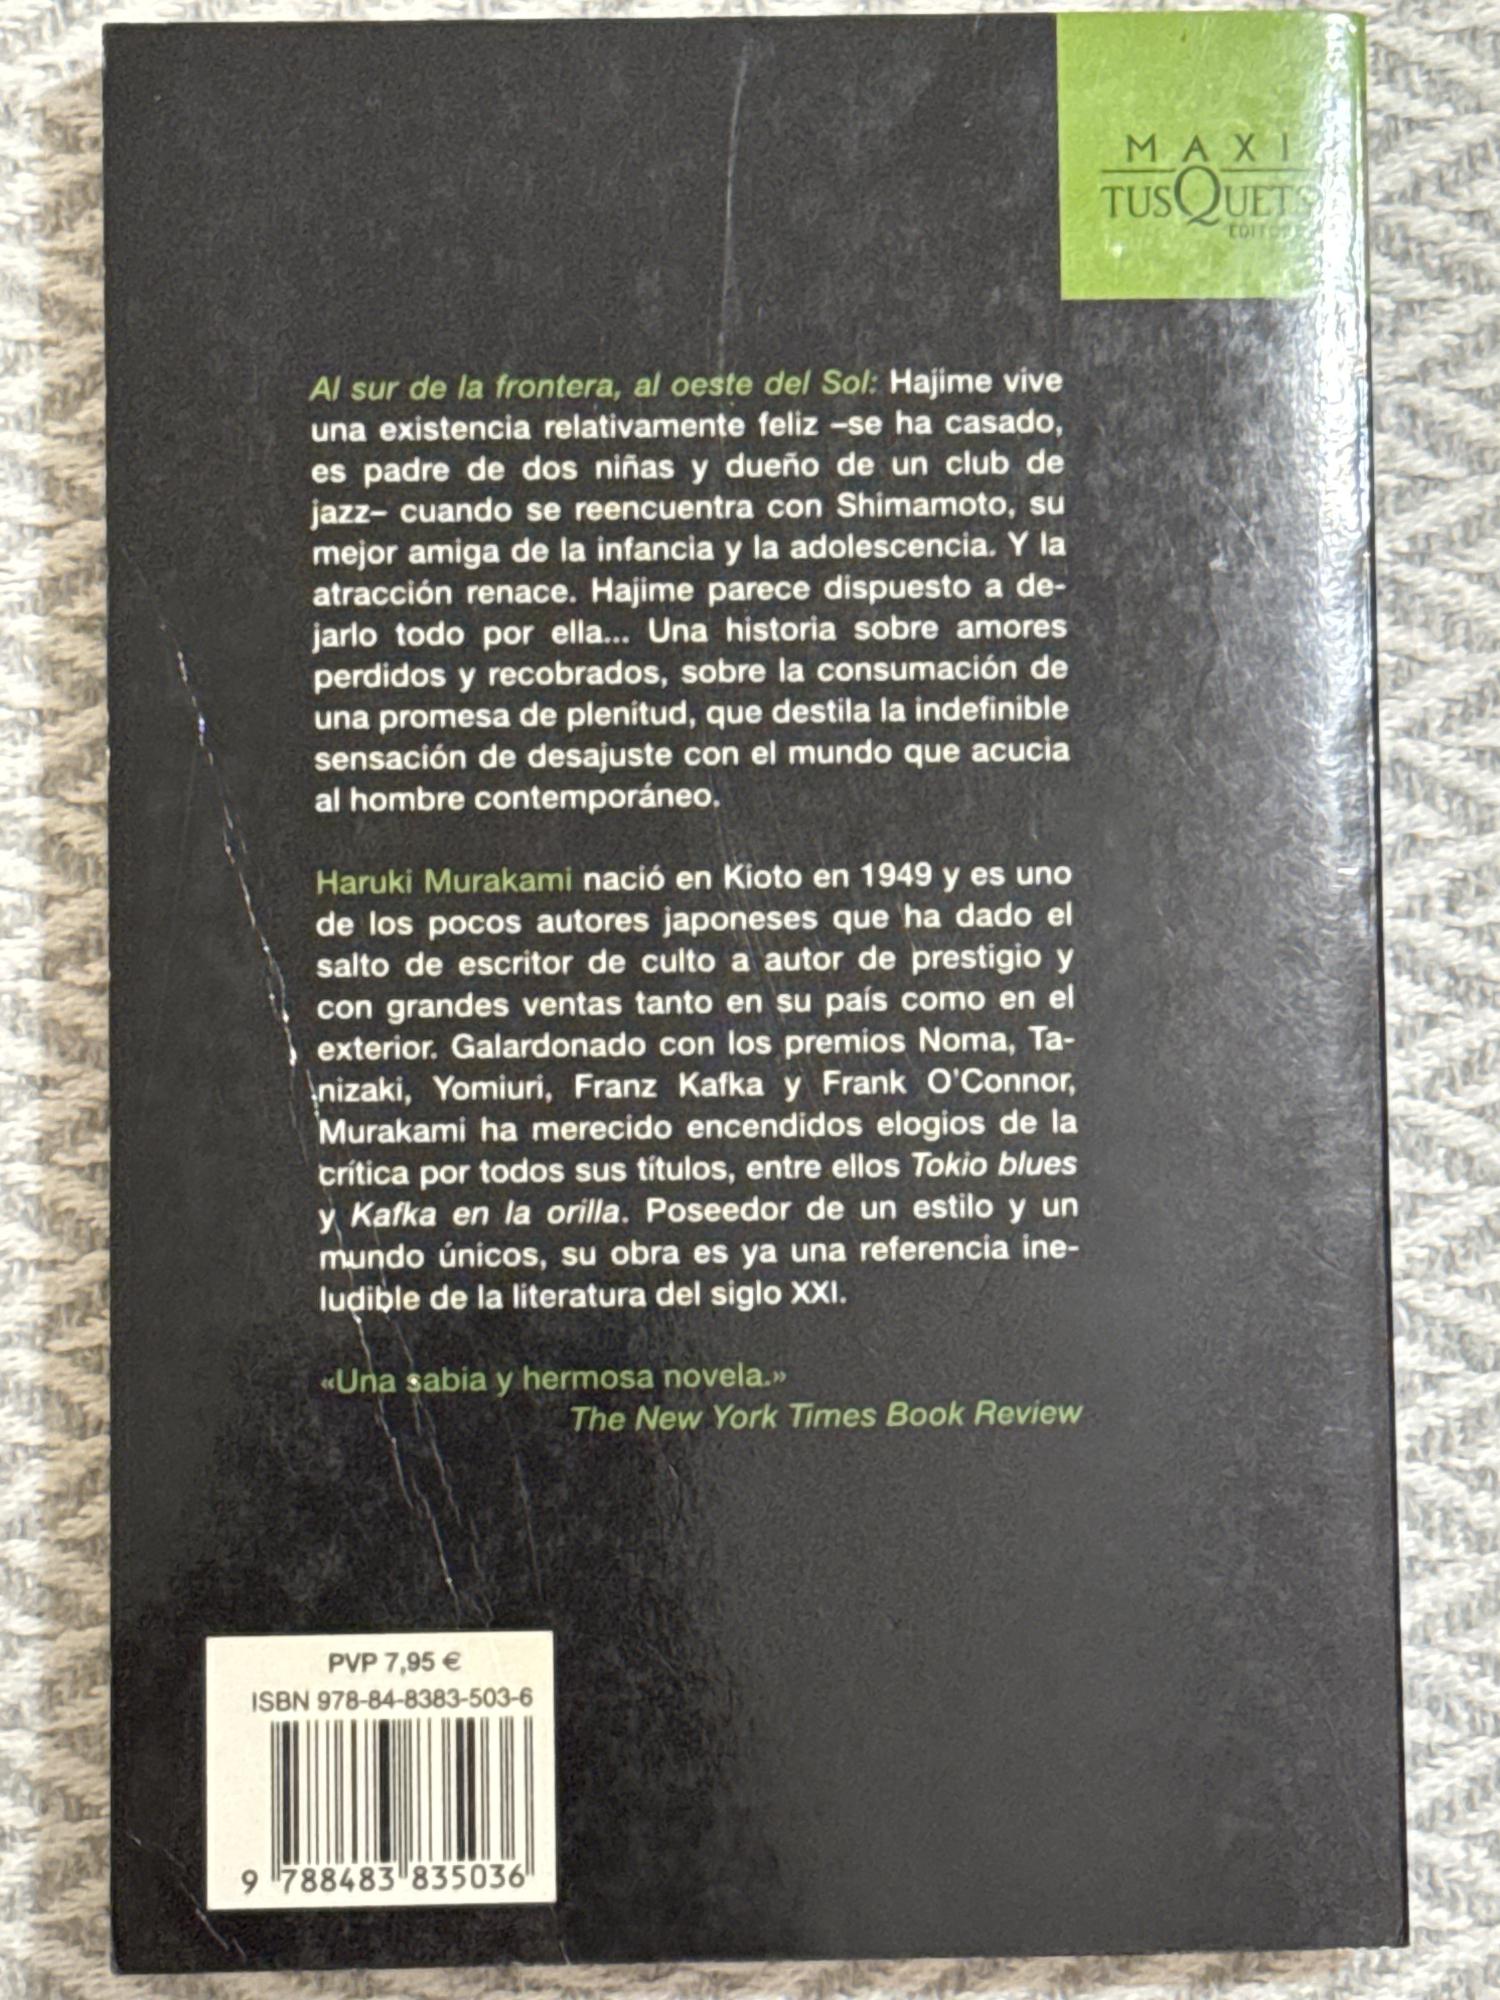 MAXI
TUSQUETS
EDITORES
Al sur de la frontera, al oeste del Sol: Hajime vive
una existencia relativamente feliz –se ha casado,
es padre de dos niñas y dueño de un club de
jazz– cuando se reencuentra con Shimamoto, su
mejor amiga de la infancia y la adolescencia. Y la
atracción renace. Hajime parece dispuesto a de-
jarlo todo por ella... Una historia sobre amores
perdidos y recobrados, sobre la consumación de
una promesa de plenitud, que destila la indefinible
sensación de desajuste con el mundo que acucia
al hombre contemporáneo.
Haruki Murakami nació en Kioto en 1949 y es uno
de los pocos autores japoneses que ha dado el
salto de escritor de culto a autor de prestigio y
con grandes ventas tanto en su país como en el
exterior. Galardonado con los premios Noma, Ta-
nizaki, Yomiuri, Franz Kafka y Frank O'Connor,
Murakami ha merecido encendidos elogios de la
crítica por todos sus títulos, entre ellos Tokio blues
y Kafka en la orilla. Poseedor de un estilo y un
mundo únicos, su obra es ya una referencia ine-
ludible de la literatura del siglo XXI.
«Una sabia y hermosa novela.»
The New York Times Book Review
PVP 7,95 €
ISBN 978-84-8383-503-6
9 788483 835036